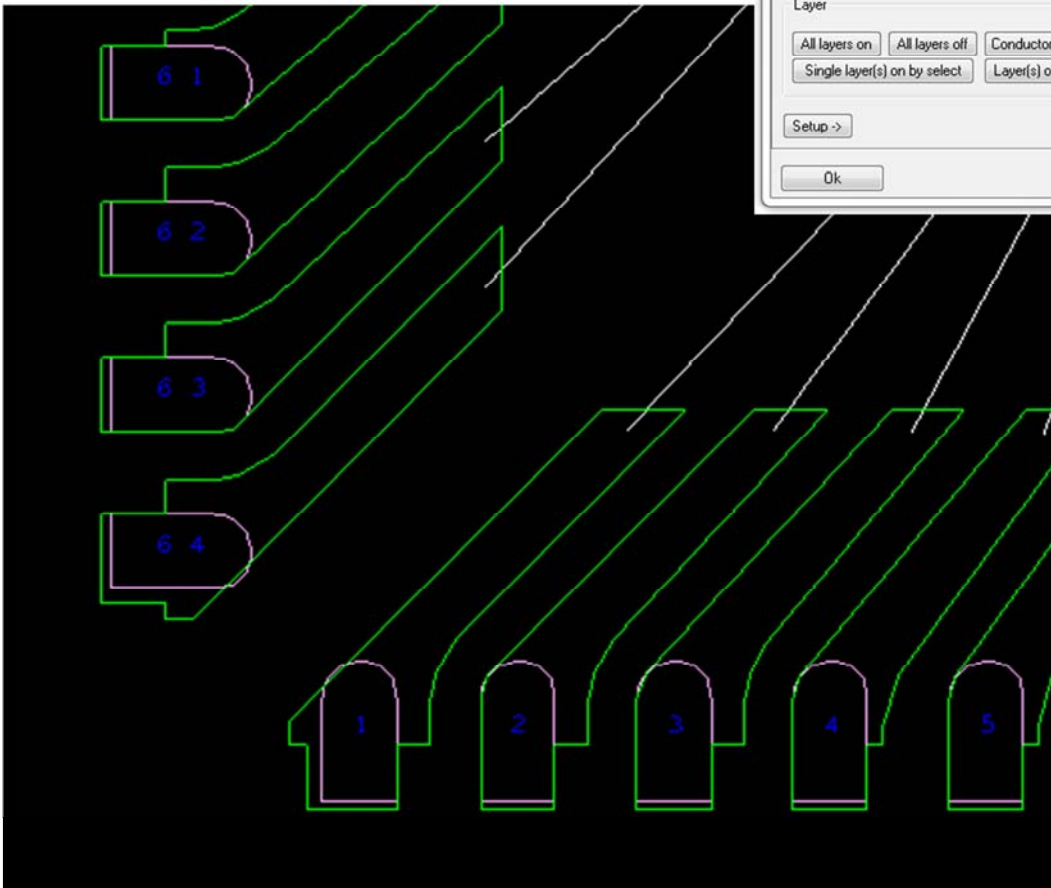 Layer
All layers on All layers off Conductor
Single layer(s) on by select Layer(s) o
Setup ->
Ok
6 1
6 2
6 3
6 4
1 2 3 4 5